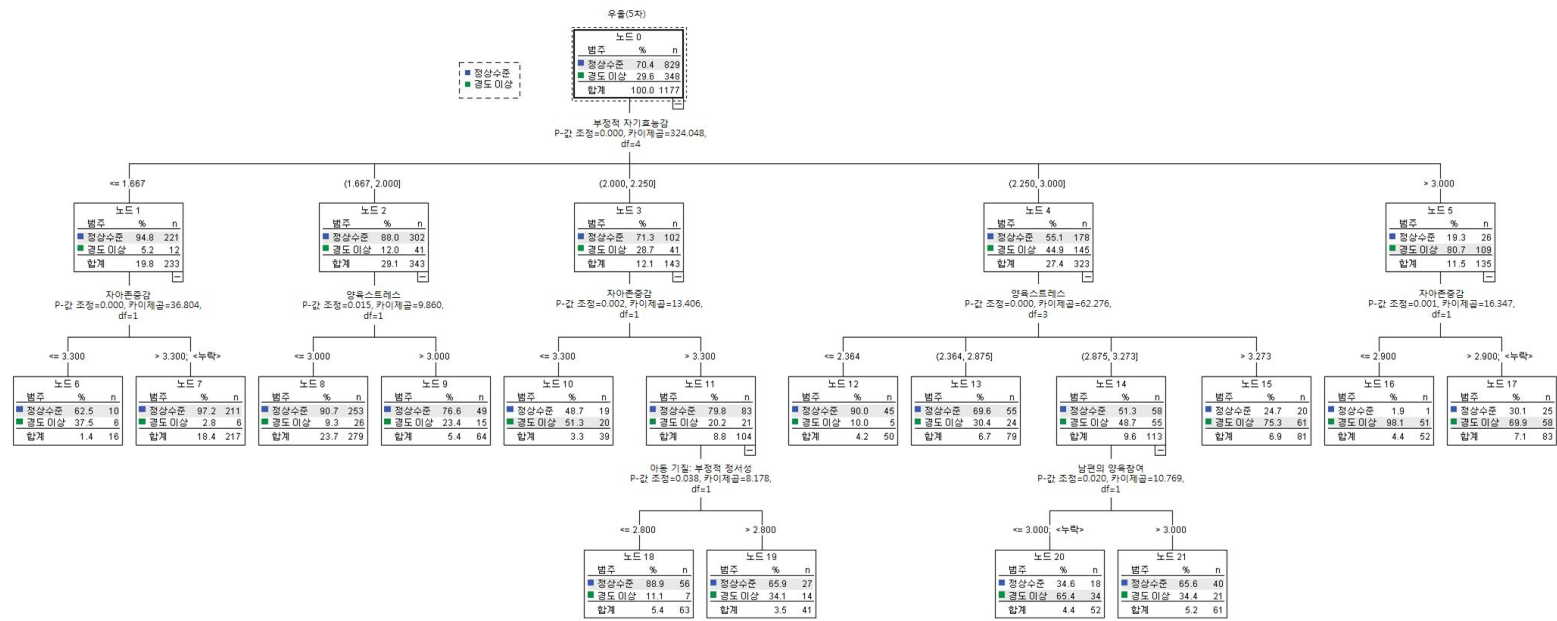 우울(5차)
노드 0
범주 % n
정상수준 70.4 829
경도 이상 29.6 348
합계 100.0 1177
정상수준
경도 이상
부정적 자기효능감
P-값 조정=0.000, 카이제곱=324.048,
df=4
<= 1.667
(1.667, 2.000]
(2.000, 2.250]
(2.250, 3.000]
> 3.000
노드 1
범주 % n
정상수준 94.8 221
경도 이상 5.2 12
합계 19.8 233
노드 2
범주 % n
정상수준 88.0 302
경도 이상 12.0 41
합계 29.1 343
노드 3
범주 % n
정상수준 71.3 102
경도 이상 28.7 41
합계 12.1 143
노드 4
범주 % n
정상수준 55.1 178
경도 이상 44.9 145
합계 27.4 323
노드 5
범주 % n
정상수준 19.3 26
경도 이상 80.7 109
합계 11.5 135
자아존중감
P-값 조정=0.000, 카이제곱=36.804,
df=1
양육스트레스
P-값 조정=0.015, 카이제곱=9.860,
df=1
자아존중감
P-값 조정=0.002, 카이제곱=13.406,
df=1
양육스트레스
P-값 조정=0.000, 카이제곱=62.276,
df=3
자아존중감
P-값 조정=0.001, 카이제곱=16.347,
df=1
<= 3.300
> 3.300; <누락>
<= 3.000
> 3.000
<= 3.300
> 3.300
<= 2.364
(2.364, 2.875]
(2.875, 3.273]
> 3.273
<= 2.900
> 2.900; <누락>
노드 6
범주 % n
정상수준 62.5 10
경도 이상 37.5 6
합계 1.4 16
노드 7
범주 % n
정상수준 97.2 211
경도 이상 2.8 6
합계 18.4 217
노드 8
범주 % n
정상수준 90.7 253
경도 이상 9.3 26
합계 23.7 279
노드 9
범주 % n
정상수준 76.6 49
경도 이상 23.4 15
합계 5.4 64
노드 10
범주 % n
정상수준 48.7 19
경도 이상 51.3 20
합계 3.3 39
노드 11
범주 % n
정상수준 79.8 83
경도 이상 20.2 21
합계 8.8 104
노드 12
범주 % n
정상수준 90.0 45
경도 이상 10.0 5
합계 4.2 50
노드 13
범주 % n
정상수준 69.6 55
경도 이상 30.4 24
합계 6.7 79
노드 14
범주 % n
정상수준 51.3 58
경도 이상 48.7 55
합계 9.6 113
노드 15
범주 % n
정상수준 24.7 20
경도 이상 75.3 61
합계 6.9 81
노드 16
범주 % n
정상수준 1.9 1
경도 이상 98.1 51
합계 4.4 52
노드 17
범주 % n
정상수준 30.1 25
경도 이상 69.9 58
합계 7.1 83
아동 기질: 부정적 정서성
P-값 조정=0.038, 카이제곱=8.178,
df=1
남편의 양육참여
P-값 조정=0.020, 카이제곱=10.769,
df=1
<= 2.800
> 2.800
<= 3.000; <누락>
> 3.000
노드 18
범주 % n
정상수준 88.9 56
경도 이상 11.1 7
합계 5.4 63
노드 19
범주 % n
정상수준 65.9 27
경도 이상 34.1 14
합계 3.5 41
노드 20
범주 % n
정상수준 34.6 18
경도 이상 65.4 34
합계 4.4 52
노드 21
범주 % n
정상수준 65.6 40
경도 이상 34.4 21
합계 5.2 61